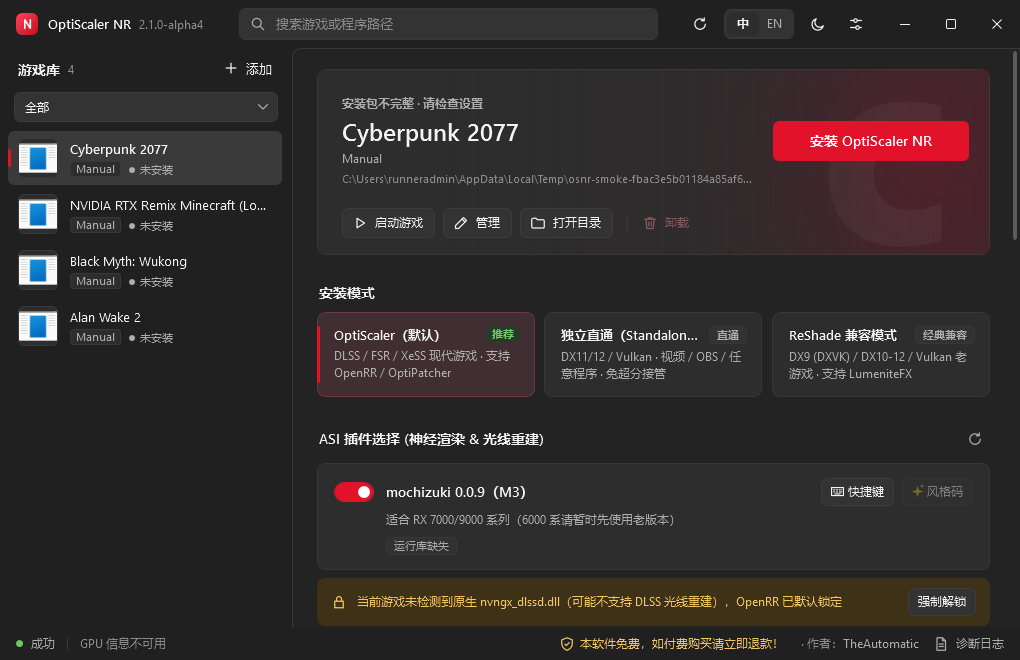 N OptiScaler NR 2.1.0-alpha4
搜索游戏或程序路径
中 EN
游戏库 4
添加
全部
Cyberpunk 2077
Manual 未安装
NVIDIA RTX Remix Minecraft (Lo...
Manual 未安装
Black Myth: Wukong
Manual 未安装
Alan Wake 2
Manual 未安装
安装包不完整 · 请检查设置
Cyberpunk 2077
Manual
C:\Users\runneradmin\AppData\Local\Temp\osnr-smoke-fbac3e5b01184a85af6...
安装 OptiScaler NR
C
启动游戏 管理 打开目录 卸载
安装模式
OptiScaler（默认） 推荐
DLSS / FSR / XeSS 现代游戏 · 支持
OpenRR / OptiPatcher
独立直通（Standalon... 直通
DX11/12 / Vulkan · 视频 / OBS / 任
意程序 · 免超分接管
ReShade 兼容模式 经典兼容
DX9 (DXVK) / DX10-12 / Vulkan 老
游戏 · 支持 LumeniteFX
ASI 插件选择 (神经渲染 & 光线重建)
mochizuki 0.0.9（M3）
快捷键 风格码
适合 RX 7000/9000 系列（6000 系请暂时先使用老版本）
运行库缺失
当前游戏未检测到原生 nvngx_dlssd.dll（可能不支持 DLSS 光线重建），OpenRR 已默认锁定
强制解锁
成功 GPU 信息不可用
本软件免费，如付费购买请立即退款！ · 作者：TheAutomatic 诊断日志